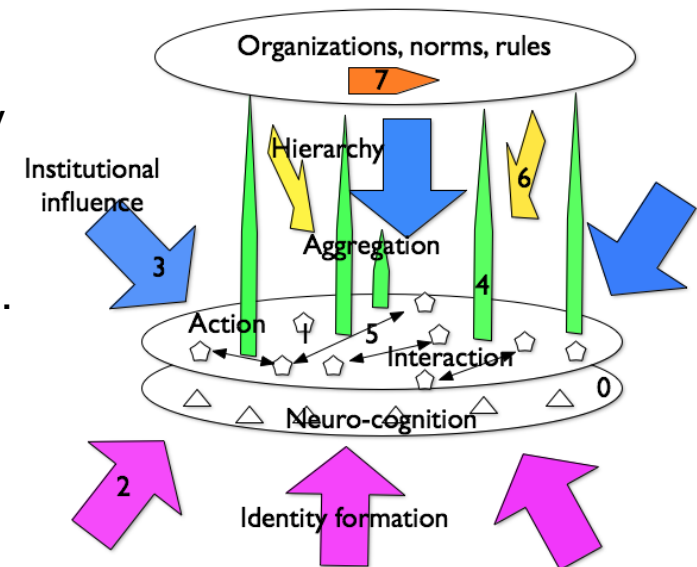 Organizations, norms, rules
7
Hierarchy
Institutional
influence
6
Aggregation
3
4
Action
1
5
Interaction
0
Neuro-cognition
2
Identity formation
.